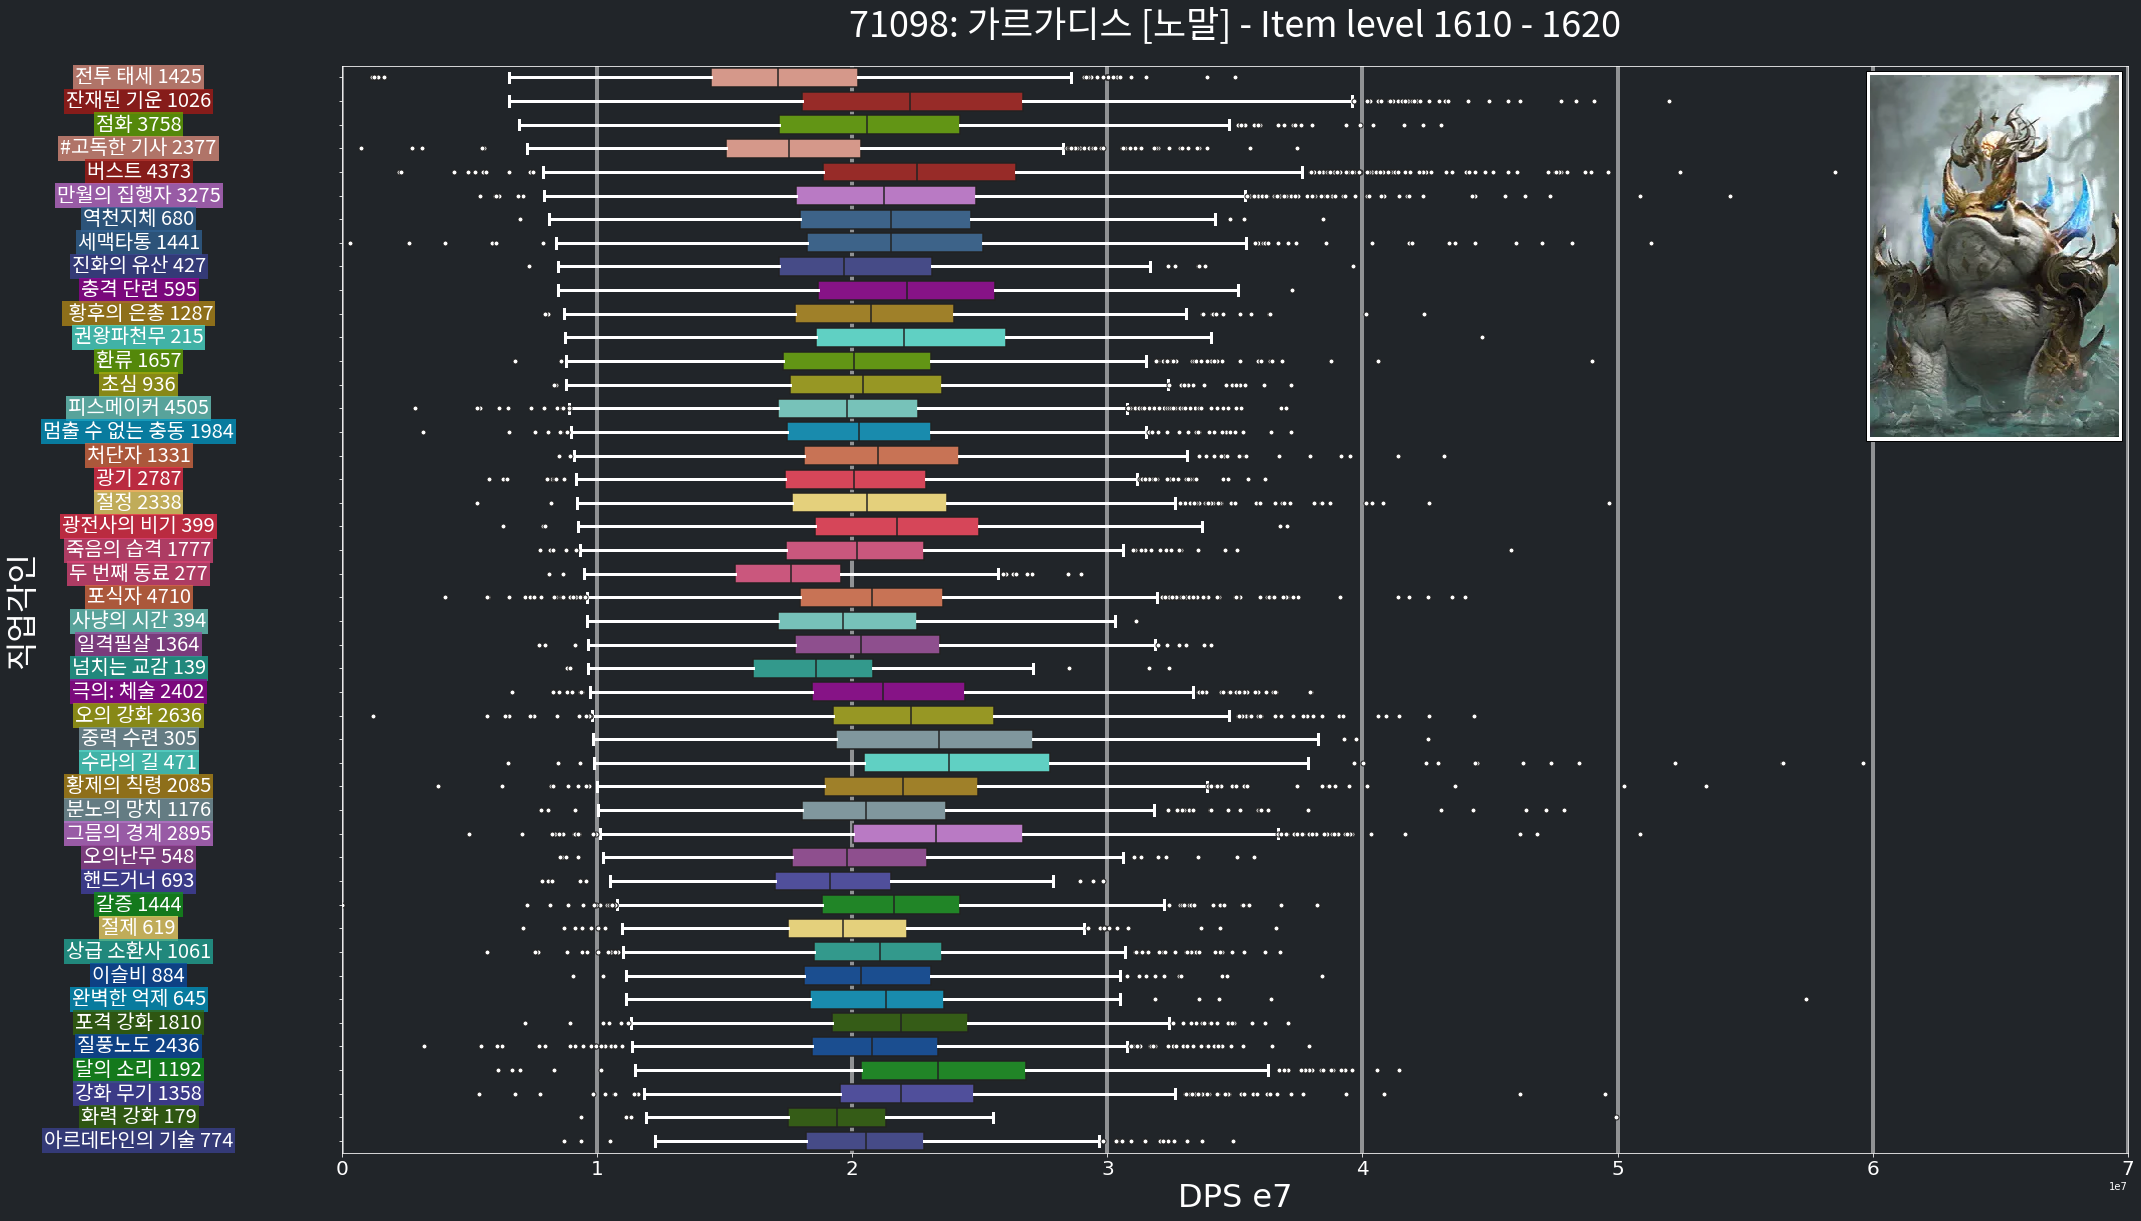 71098: 가르가디스 [노말] - Item level 1610 - 1620
전투 태세 1425
잔재된 기운 1026
점화 3758
#고독한 기사 2377
버스트 4373
만월의 집행자 3275
역천지체 680
세맥타통 1441
진화의 유산 427
충격 단련 595
황후의 은총 1287
권왕파천무 215
환류 1657
초심 936
피스메이커 4505
멈출 수 없는 충동 1984
처단자 1331
광기 2787
절정 2338
광전사의 비기 399
죽음의 습격 1777
두 번째 동료 277
포식자 4710
사냥의 시간 394
일격필살 1364
넘치는 교감 139
극의: 체술 2402
오의 강화 2636
중력 수련 305
수라의 길 471
황제의 칙령 2085
분노의 망치 1176
그믐의 경계 2895
오의난무 548
핸드거너 693
갈증 1444
절제 619
상급 소환사 1061
이슬비 884
완벽한 억제 645
포격 강화 1810
질풍노도 2436
달의 소리 1192
강화 무기 1358
화력 강화 179
아르데타인의 기술 774
직업각인
0 1 2 3 4 5 6 7
DPS e7
1e7